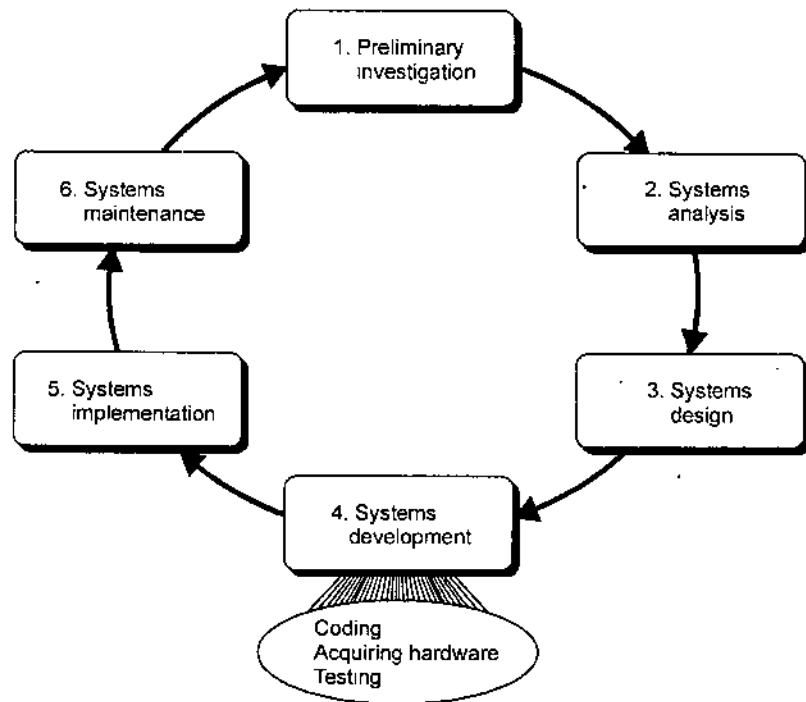 1. Preliminary
investigation
2. Systems
analysis
3. Systems
design
4. Systems
development
Coding
Acquiring hardware
Testing
5. Systems
implementation
6. Systems
maintenance